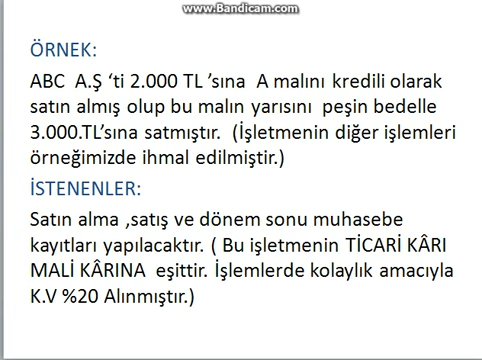 www.Bandicam.com
ÖRNEK:
ABC A.Ş ‘ti 2.000 TL ’sına A malını kredili olarak
satın almış olup bu malın yarısını peşin bedelle
3.000.TL’sına satmıştır. (İşletmenin diğer işlemleri
örneğimizde ihmal edilmiştir.)
İSTENENLER:
Satın alma ,satış ve dönem sonu muhasebe
kayıtları yapılacaktır. ( Bu işletmenin TİCARİ KÂRI
MALİ KÂRINA eşittir. İşlemlerde kolaylık amacıyla
K.V %20 Alınmıştır.)